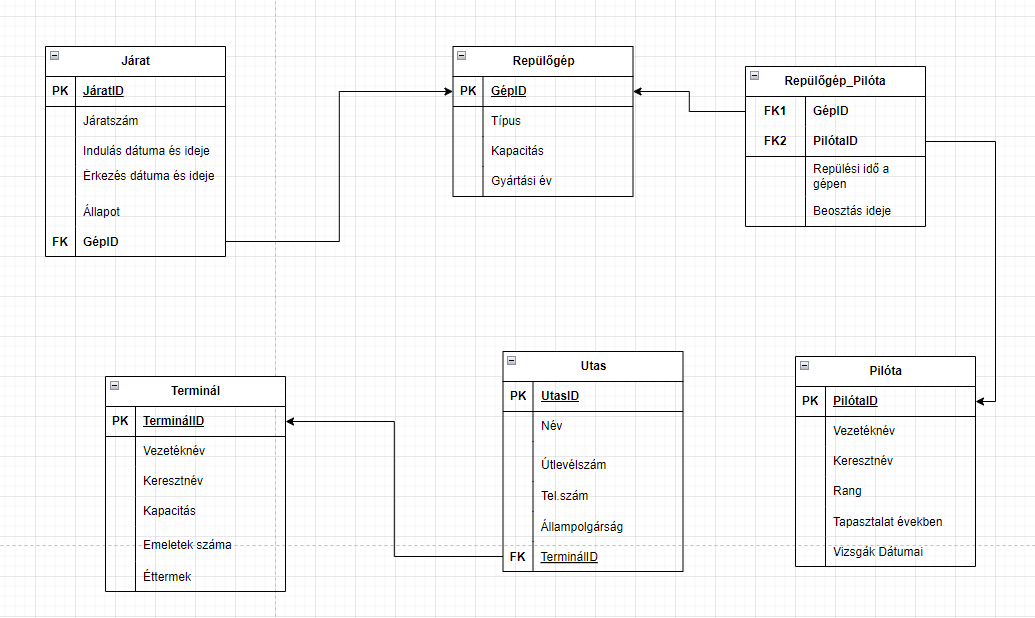 Járat
PK JáratID
Járatszám
Indulás dátuma és ideje
Érkezés dátuma és ideje
Állapot
FK GépID
Repülőgép
PK GépID
Típus
Kapacitás
Gyártási év
Repülőgép_Pilóta
FK1 GépID
FK2 PilótaID
Repülési idő a
gépen
Beosztás ideje
Terminál
PK TerminálID
Vezetéknév
Keresztnév
Kapacitás
Emeletek száma
Éttermek
Utas
PK UtasID
Név
Útlevélszám
Tel.szám
Állampolgárság
FK TerminálID
Pilóta
PK PilótaID
Vezetéknév
Keresztnév
Rang
Tapasztalat években
Vizsgák Dátumai